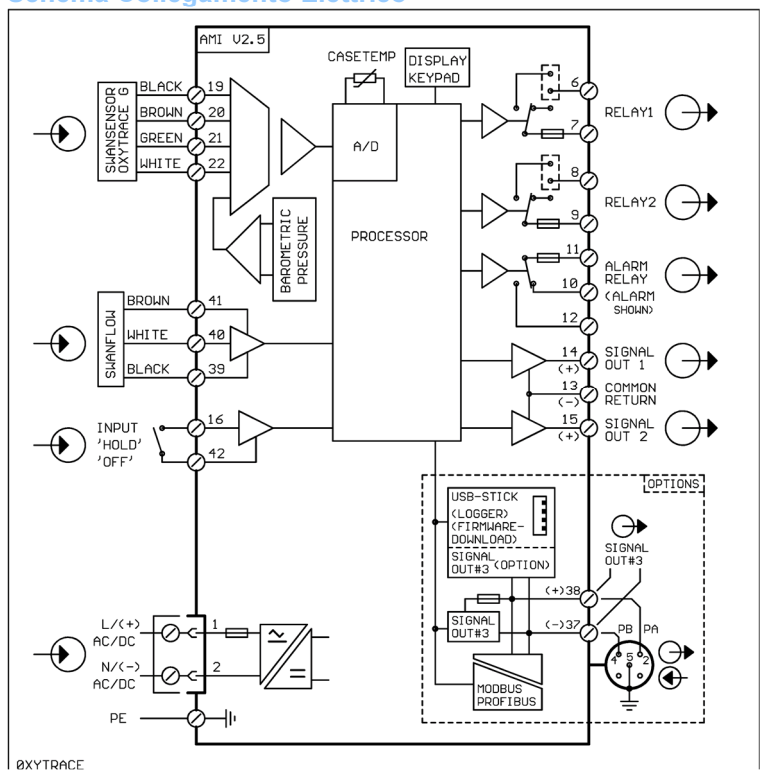 Schema Collegamento Elettrico
AMI V2.5
CASETEMP
DISPLAY
KEYPAD
SWANSENSOR
OXYTRACE G
BLACK 19
BROWN 20
GREEN 21
WHITE 22
A/D
PROCESSOR
BAROMETRIC
PRESSURE
6
RELAY1
7
8
RELAY2
9
11
ALARM
RELAY
10
(ALARM
SHOWN)
12
SWANFLOW
BROWN 41
WHITE 40
BLACK 39
14
(+)
SIGNAL
OUT 1
13
(-)
COMMON
RETURN
15
(+)
SIGNAL
OUT 2
INPUT
'HOLD'
'OFF'
16
42
OPTIONS
USB-STICK
(LOGGER)
(FIRMWARE-
DOWNLOAD)
SIGNAL
OUT#3 (OPTION)
SIGNAL
OUT#3
(+)38
(-)37
SIGNAL
OUT#3
PB PA
4 5 2
MODBUS
PROFIBUS
L/(+)
AC/DC
1
N/(-)
AC/DC
2
PE
ØXYTRACE